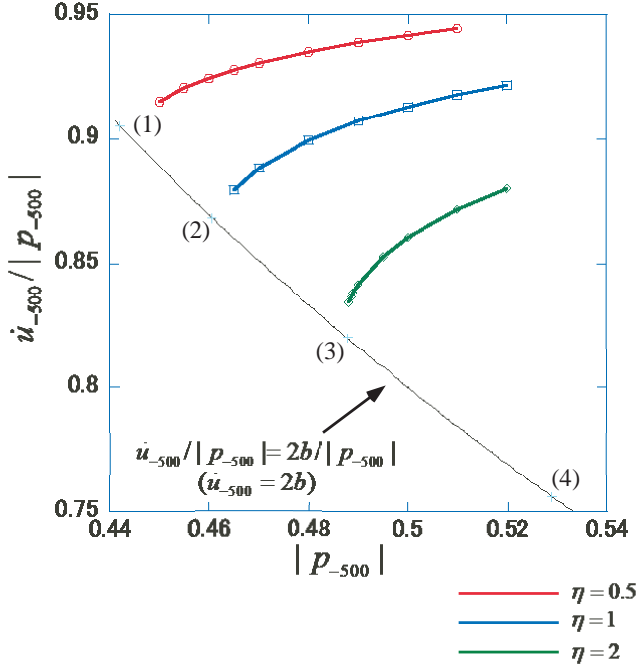 0.95
0.9
0.85
0.8
0.75
u̇₋₅₀₀/| p₋₅₀₀ |
(1)
(2)
(3)
(4)
u̇₋₅₀₀/| p₋₅₀₀ |= 2b/| p₋₅₀₀ |
(u̇₋₅₀₀ = 2b)
0.44 0.46 0.48 0.5 0.52 0.54
| p₋₅₀₀ |
η = 0.5
η = 1
η = 2